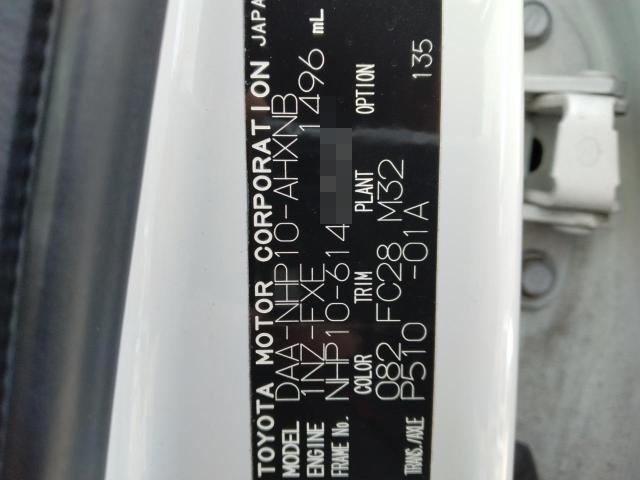 TOYOTA MOTOR CORPORATION JAPAN
MODEL DAA-NHP10-AHXNB
ENGINE 1NZ-FXE 1496 mL
FRAME No. NHP10-614
COLOR TRIM PLANT OPTION
082 FC28 M32 135
TRANS./AXLE P510 -01A